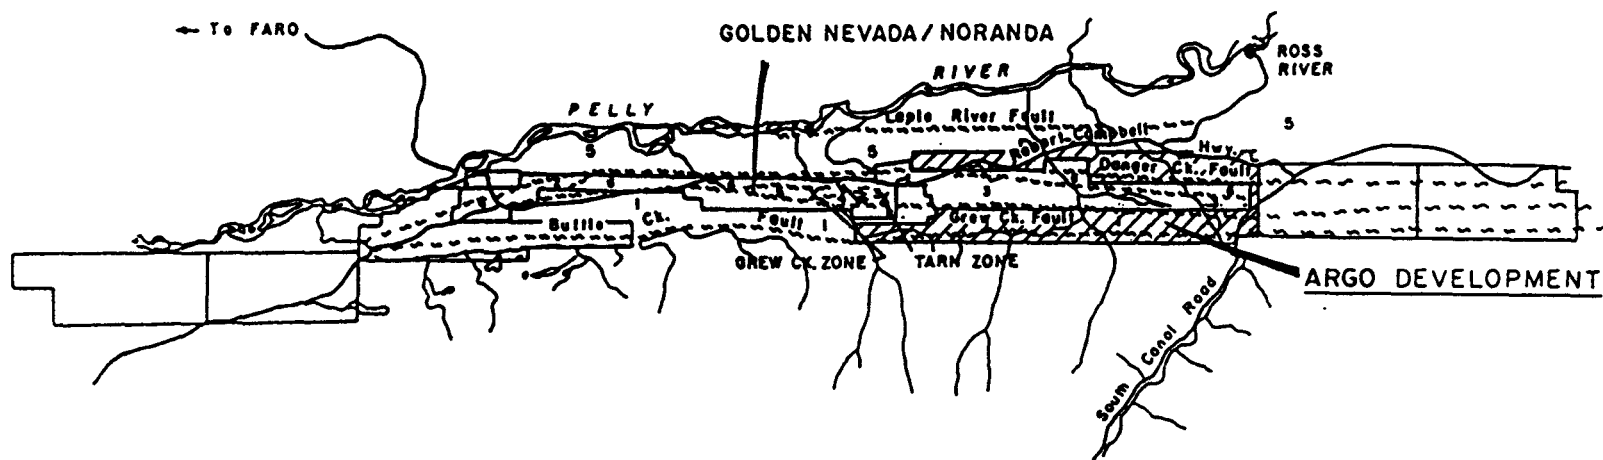 ← To FARO
GOLDEN NEVADA/NORANDA
ROSS
RIVER
PELLY
RIVER
Lapie River Fault
5
Robert Campbell
Hwy.
5
5
Danger Ck. Fault
3
1
Buttle Ck. Fault
1
Grew Ck. Fault
GREW CK. ZONE
TARN ZONE
ARGO DEVELOPMENT
South Canol Road